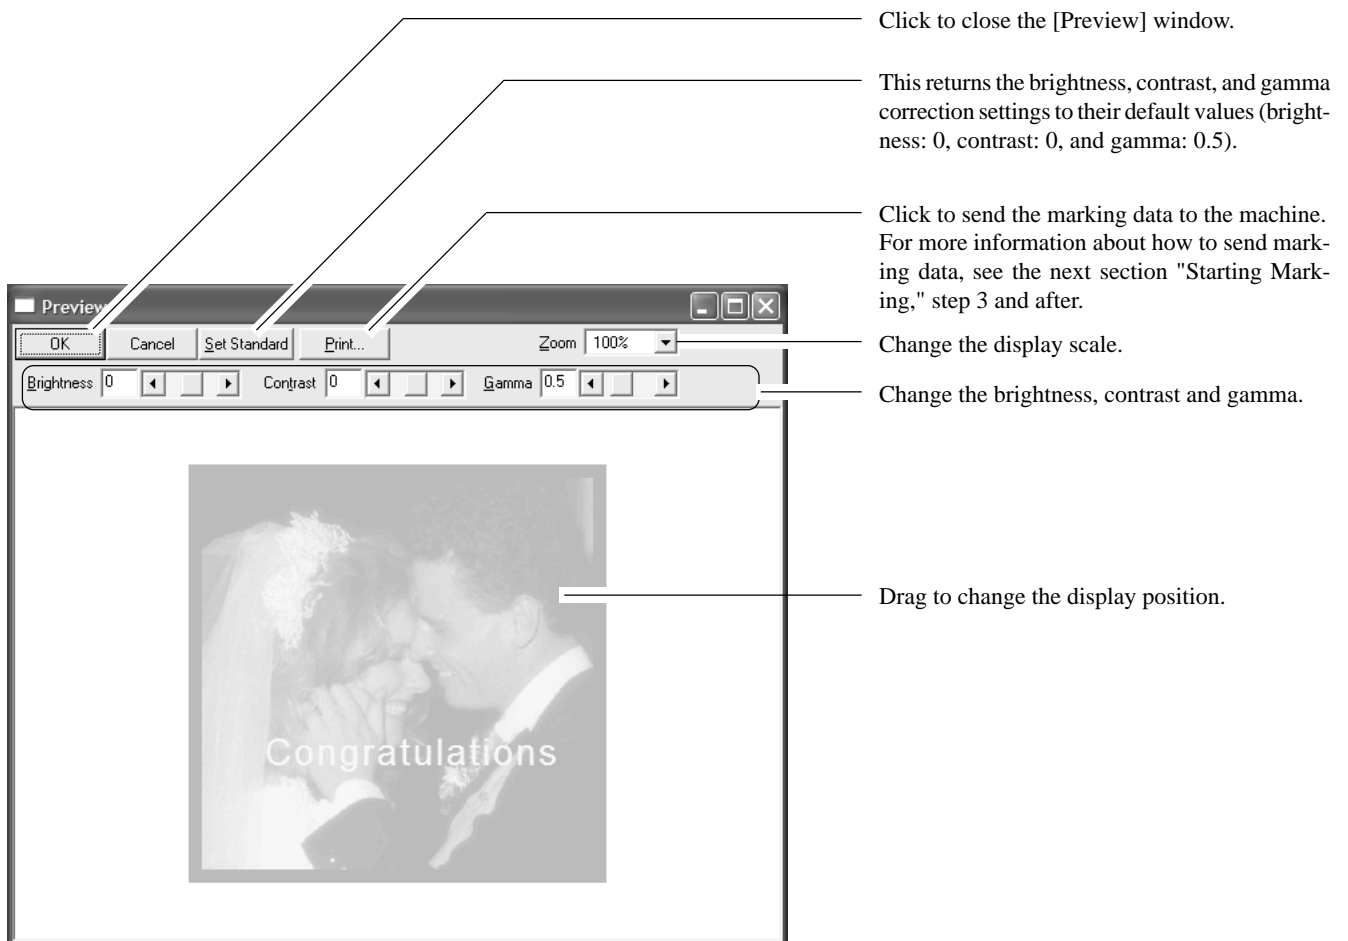 Click to close the [Preview] window.
This returns the brightness, contrast, and gamma
correction settings to their default values (bright-
ness: 0, contrast: 0, and gamma: 0.5).
Click to send the marking data to the machine.
For more information about how to send mark-
ing data, see the next section "Starting Mark-
ing," step 3 and after.
Preview
OK Cancel Set Standard Print... Zoom 100%
Change the display scale.
Brightness 0 Contrast 0 Gamma 0.5
Change the brightness, contrast and gamma.
Drag to change the display position.
Congratulations